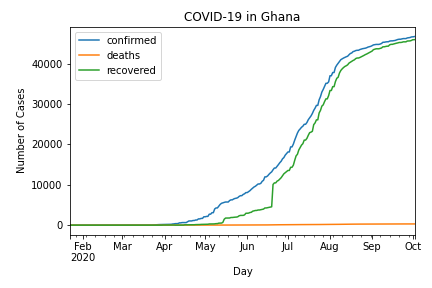 COVID-19 in Ghana
confirmed
deaths
recovered
Number of Cases
40000
30000
20000
10000
0
Feb Mar Apr May Jun Jul Aug Sep Oct
2020
Day